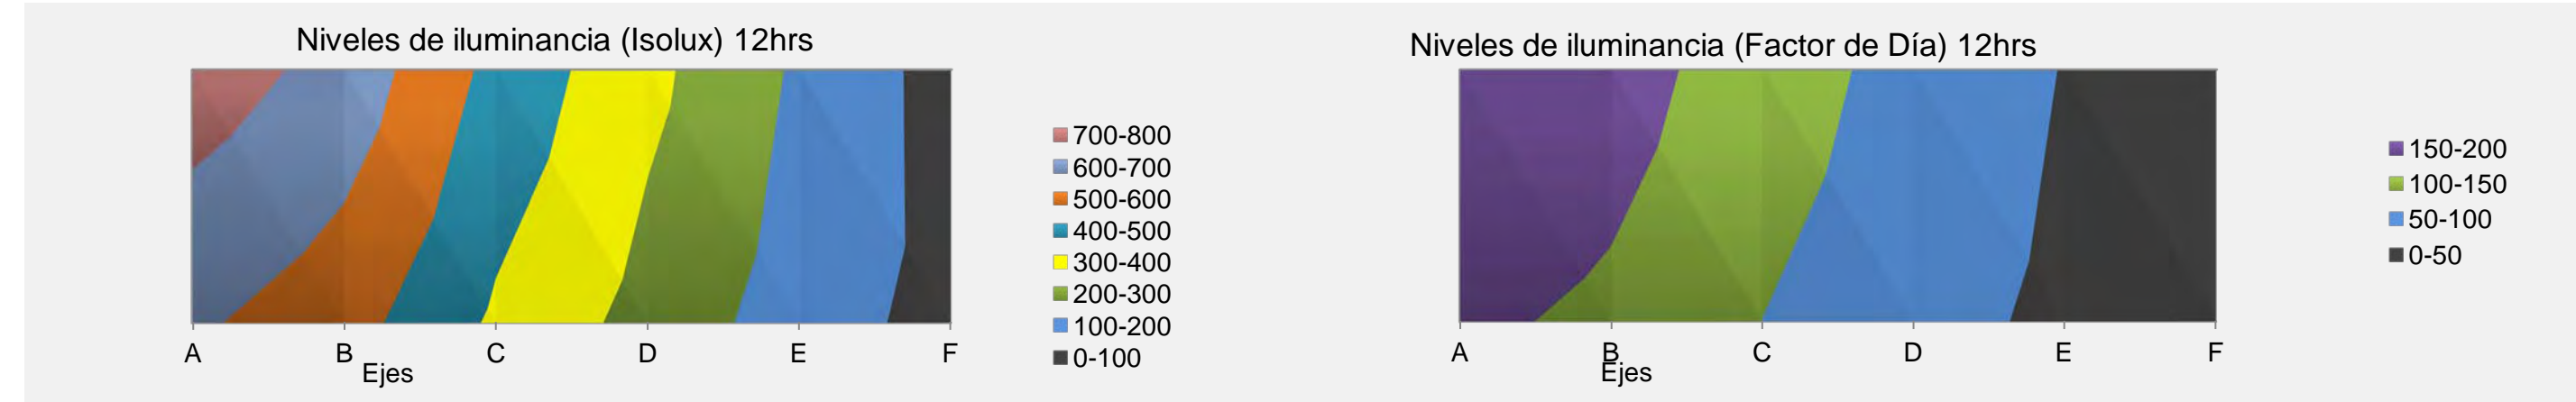 Niveles de iluminancia (Isolux) 12hrs
700-800
600-700
500-600
400-500
300-400
200-300
100-200
0-100
A B C D E F
Ejes
Niveles de iluminancia (Factor de Día) 12hrs
150-200
100-150
50-100
0-50
A B C D E F
Ejes